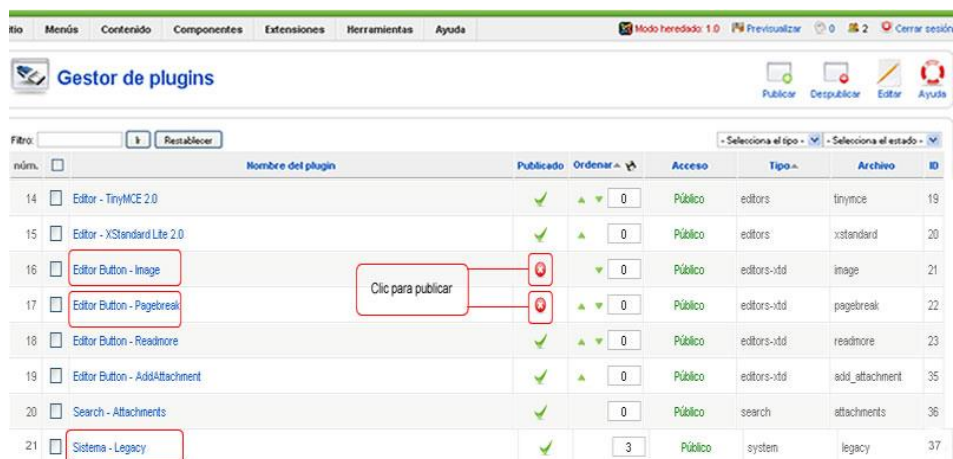 tio Menús Contenido Componentes Extensiones Herramientas Ayuda Modo heredado: 1.0 Previsualizar 0 2 Cerrar sesión
Gestor de plugins
Publicar Despublicar Editar Ayuda
Filtro: Ir Restablecer - Selecciona el tipo - - Selecciona el estado -
núm. Nombre del plugin Publicado Ordenar Acceso Tipo Archivo ID
14 Editor - TinyMCE 2.0 0 Público editors tinymce 19
15 Editor - XStandard Lite 2.0 0 Público editors xstandard 20
16 Editor Button - Image 0 Público editors-xtd image 21
Clic para publicar
17 Editor Button - Pagebreak 0 Público editors-xtd pagebreak 22
18 Editor Button - Readmore 0 Público editors-xtd readmore 23
19 Editor Button - AddAttachment 0 Público editors-xtd add_attachment 35
20 Search - Attachments 0 Público search attachments 36
21 Sistema - Legacy 3 Público system legacy 37